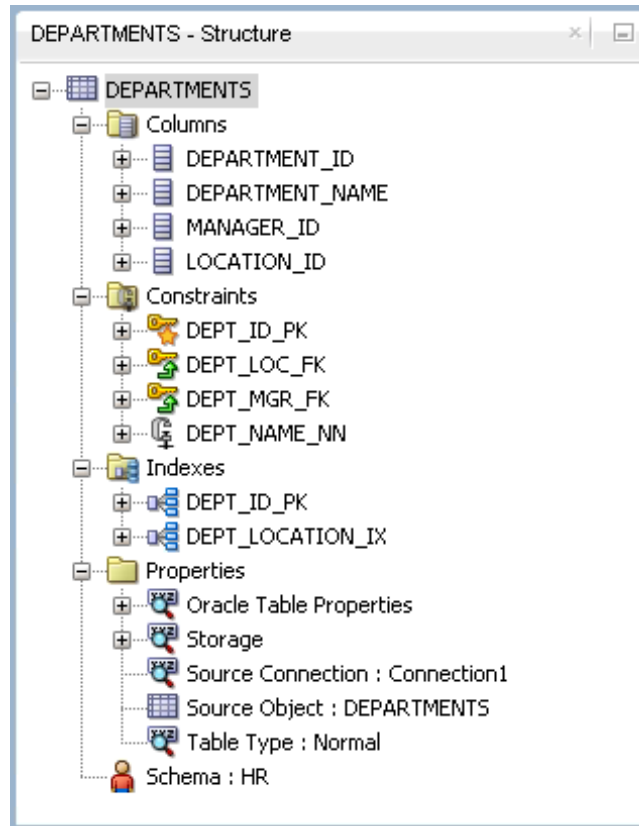 DEPARTMENTS - Structure
DEPARTMENTS
Columns
DEPARTMENT_ID
DEPARTMENT_NAME
MANAGER_ID
LOCATION_ID
Constraints
DEPT_ID_PK
DEPT_LOC_FK
DEPT_MGR_FK
DEPT_NAME_NN
Indexes
DEPT_ID_PK
DEPT_LOCATION_IX
Properties
Oracle Table Properties
Storage
Source Connection : Connection1
Source Object : DEPARTMENTS
Table Type : Normal
Schema : HR